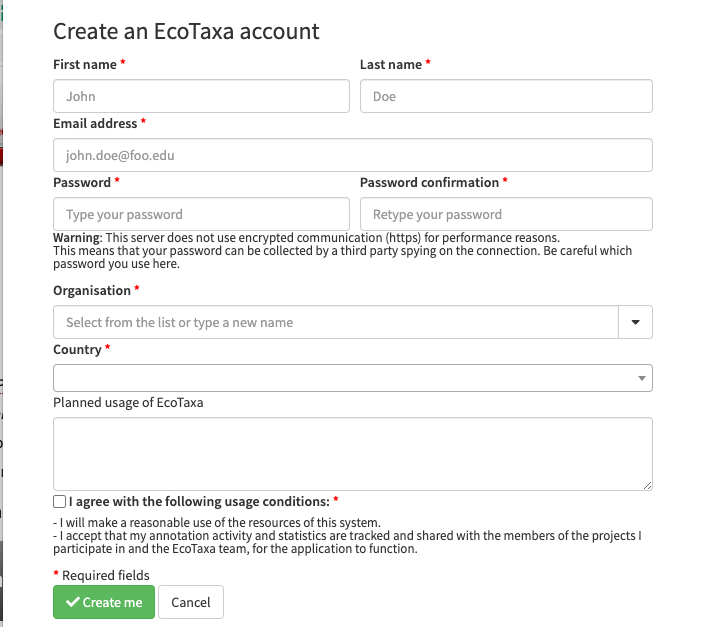 Create an EcoTaxa account
First name *
Last name *
John
Doe
Email address *
john.doe@foo.edu
Password *
Password confirmation *
Type your password
Retype your password
Warning: This server does not use encrypted communication (https) for performance reasons.
This means that your password can be collected by a third party spying on the connection. Be careful which
password you use here.
Organisation *
Select from the list or type a new name
Country *
Planned usage of EcoTaxa
I agree with the following usage conditions: *
- I will make a reasonable use of the resources of this system.
- I accept that my annotation activity and statistics are tracked and shared with the members of the projects I
participate in and the EcoTaxa team, for the application to function.
* Required fields
Create me
Cancel